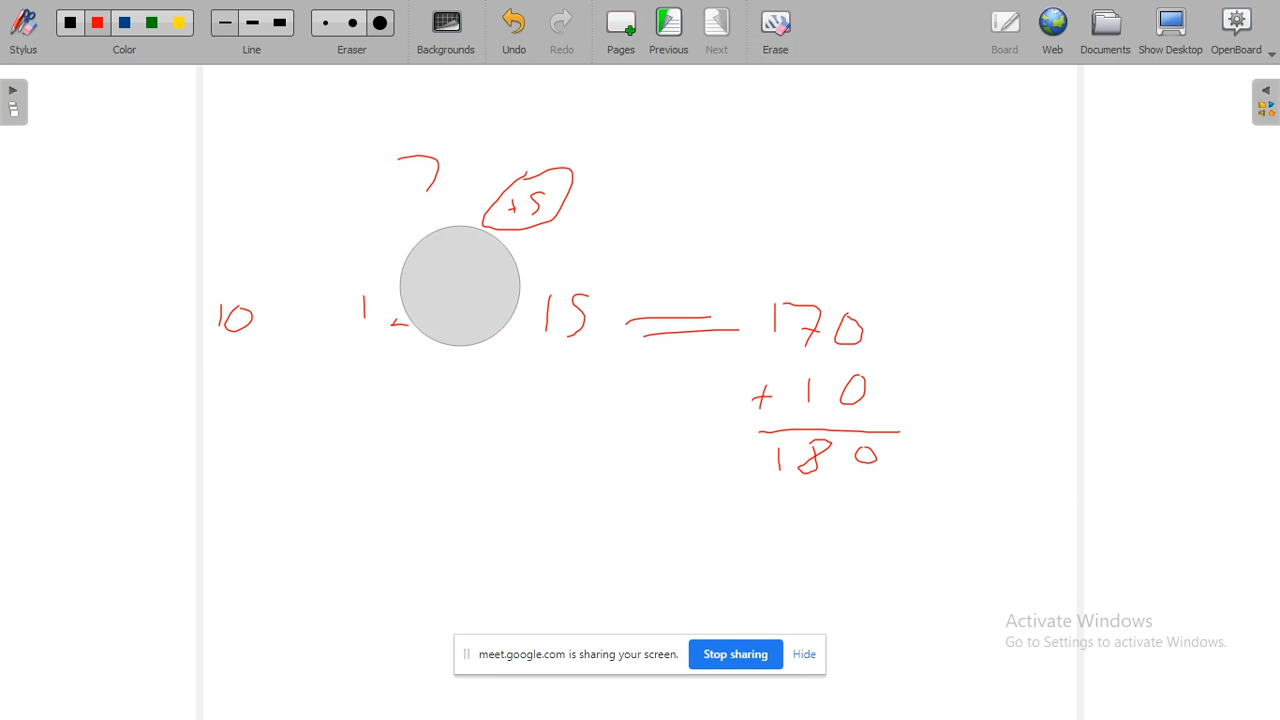 Stylus Color Line Eraser Backgrounds Undo Redo Pages Previous Next Erase Board Web Documents Show Desktop OpenBoard
+5
10 1 15 = 170
+ 10
180
Activate Windows
Go to Settings to activate Windows.
meet.google.com is sharing your screen. Stop sharing Hide